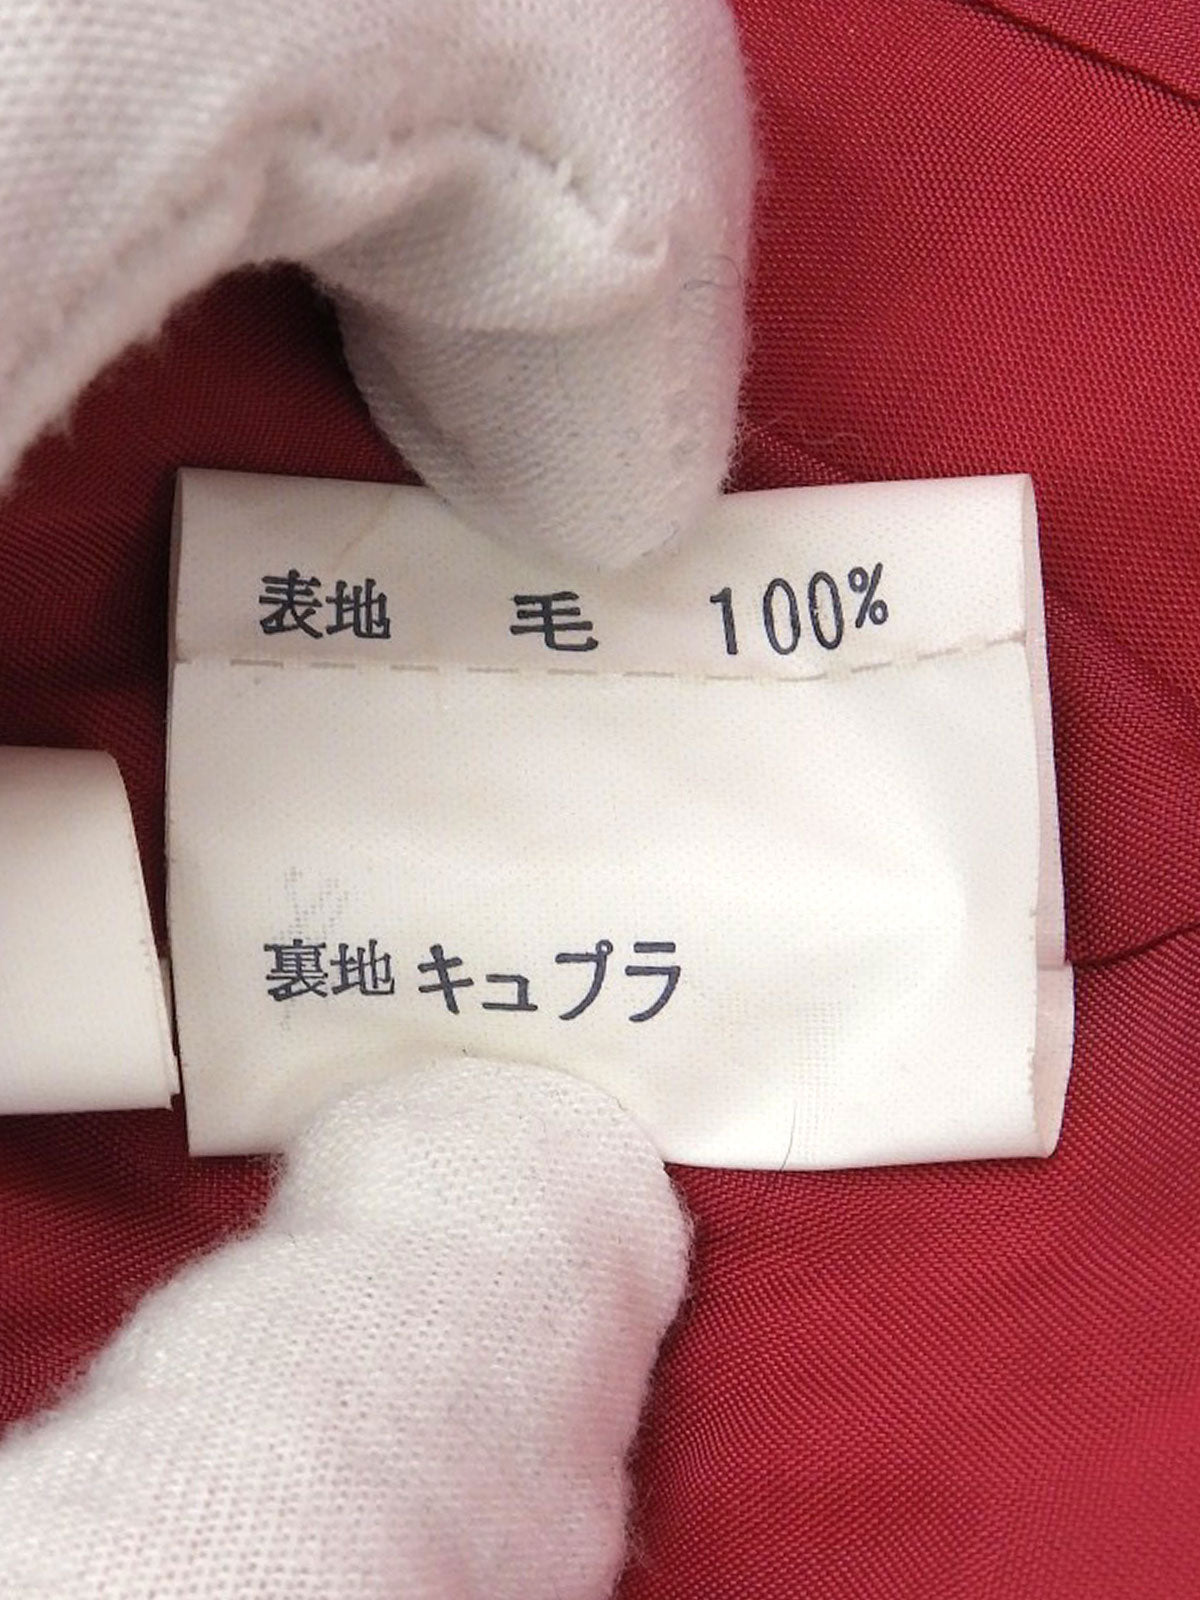 表地 毛 100%
裏地 キュプラ